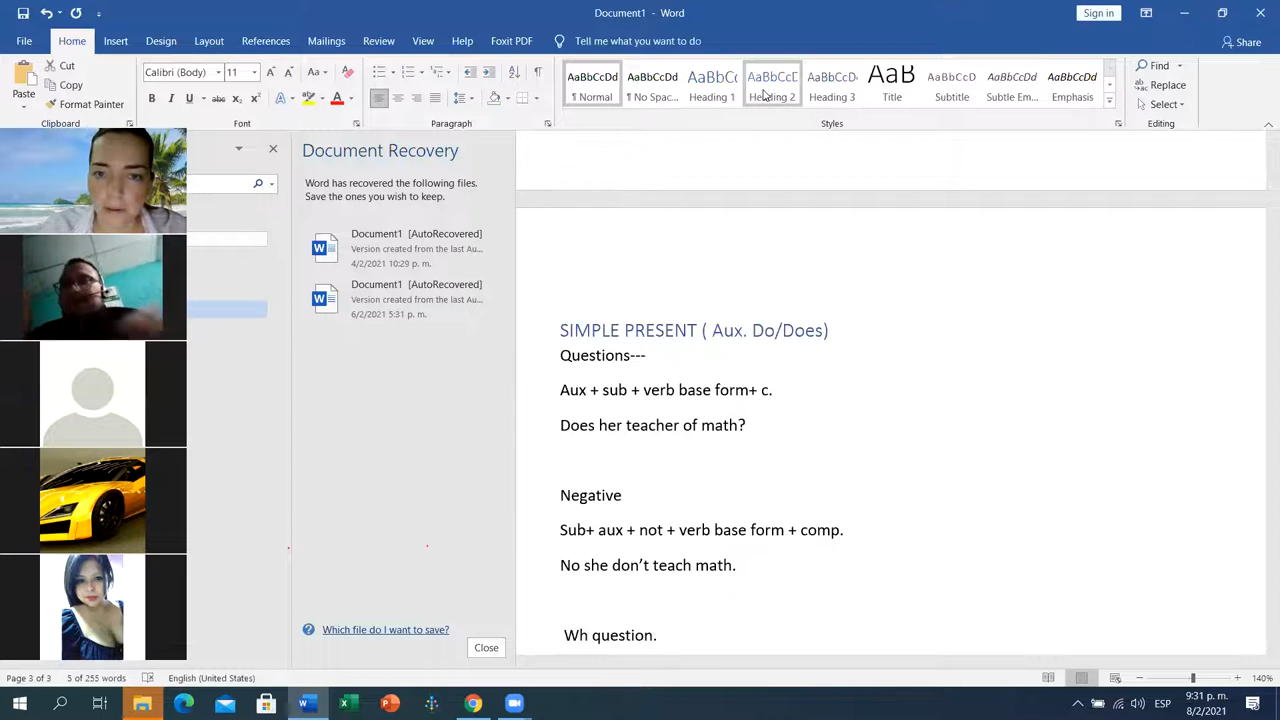 Document1 - Word
Sign in
File Home Insert Design Layout References Mailings Review View Help Foxit PDF Tell me what you want to do
Share
Cut
Copy
Format Painter
Paste
Clipboard
Calibri (Body) 11
Font
Paragraph
AaBbCcDd AaBbCcDd AaBbC AaBbCcD AaBbCcD AaB AaBbCcD AaBbCcDd AaBbCcDd
¶ Normal ¶ No Spac... Heading 1 Heading 2 Heading 3 Title Subtitle Subtle Em... Emphasis
Styles
Find
Replace
Select
Editing
Document Recovery
Word has recovered the following files.
Save the ones you wish to keep.
Document1 [AutoRecovered]
Version created from the last Au...
4/2/2021 10:29 p. m.
Document1 [AutoRecovered]
Version created from the last Au...
6/2/2021 5:31 p. m.
Which file do I want to save?
Close
SIMPLE PRESENT ( Aux. Do/Does)
Questions---
Aux + sub + verb base form+ c.
Does her teacher of math?
Negative
Sub+ aux + not + verb base form + comp.
No she don’t teach math.
Wh question.
Page 3 of 3 5 of 255 words English (United States)
140%
9:31 p. m.
8/2/2021